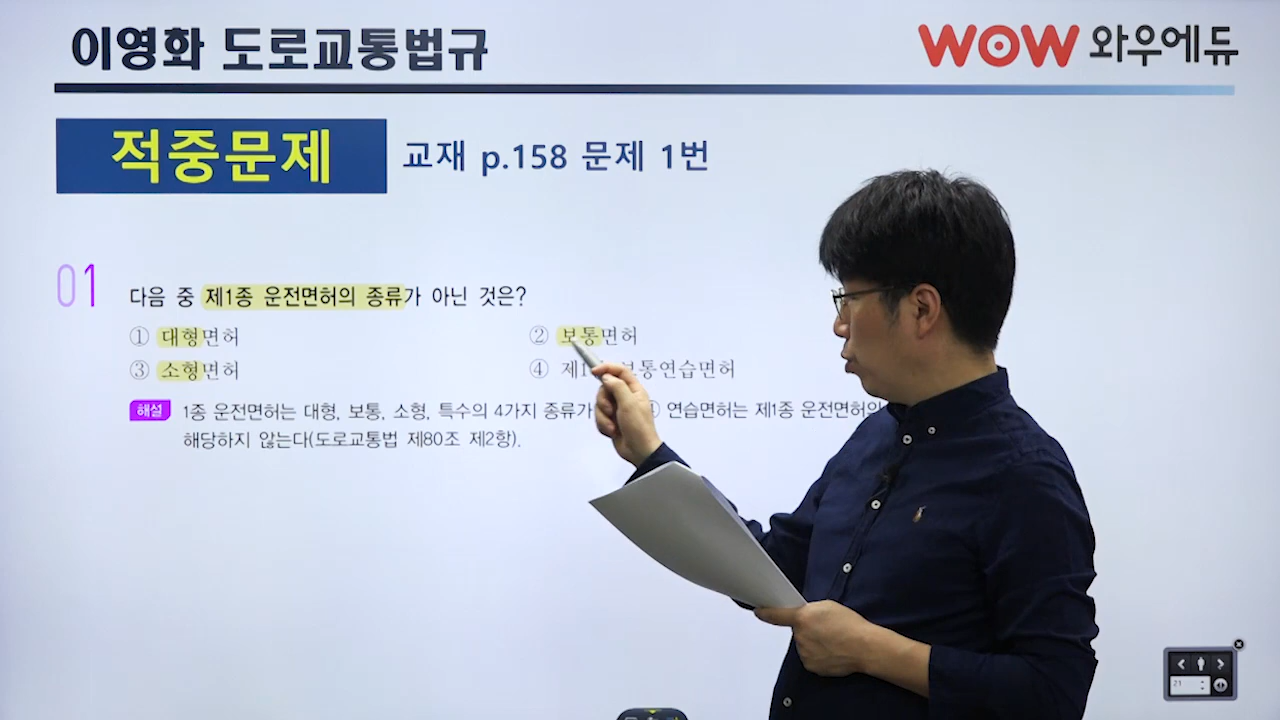 이영화 도로교통법규
WOW 와우에듀
적중문제
교재 p.158 문제 1번
01
다음 중 제1종 운전면허의 종류가 아닌 것은?
① 대형면허
② 보통면허
③ 소형면허
④ 보통연습면허
해설
1종 운전면허는 대형, 보통, 소형, 특수의 4가지 종류가 연습면허는 제1종 운전면허의
해당하지 않는다(도로교통법 제80조 제2항).
21